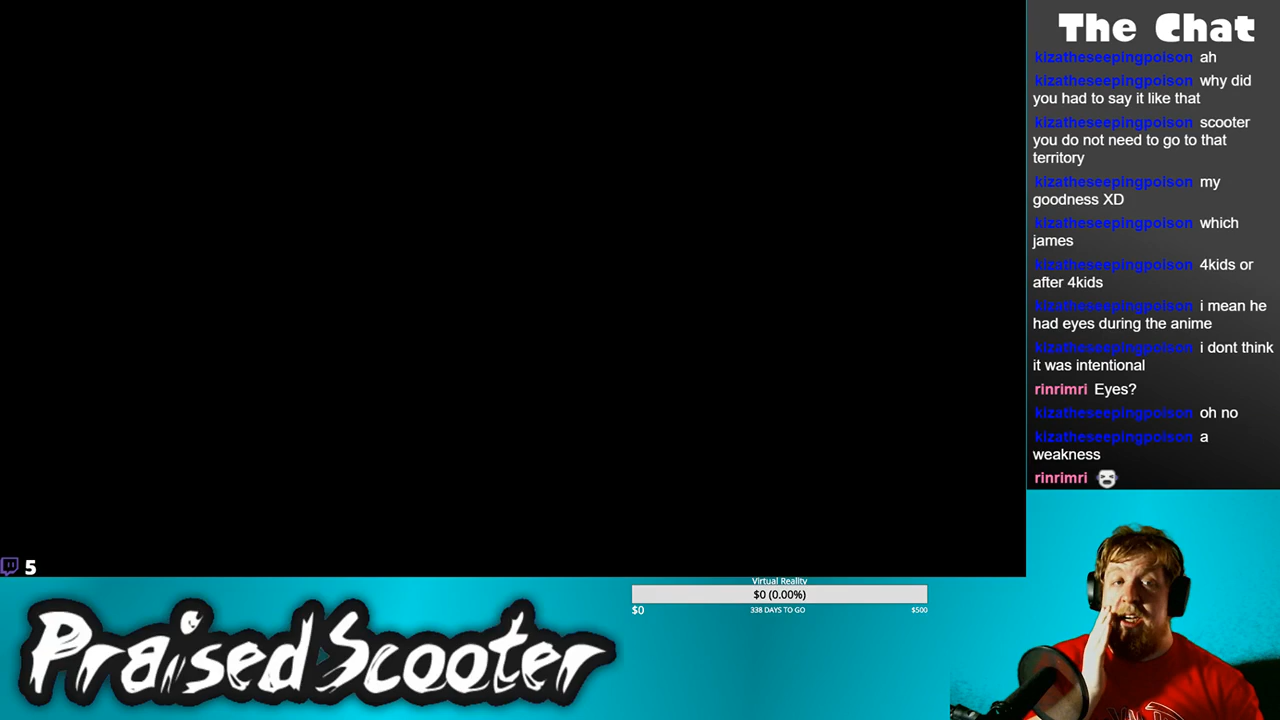 The Chat
kizatheseepingpoison ah
kizatheseepingpoison why did
you had to say it like that
kizatheseepingpoison scooter
you do not need to go to that
territory
kizatheseepingpoison my
goodness XD
kizatheseepingpoison which
james
kizatheseepingpoison 4kids or
after 4kids
kizatheseepingpoison i mean he
had eyes during the anime
kizatheseepingpoison i dont think
it was intentional
rinrimri Eyes?
kizatheseepingpoison oh no
kizatheseepingpoison a
weakness
rinrimri
5
Virtual Reality
$0 (0.00%)
$0 338 DAYS TO GO $500
Praised Scooter